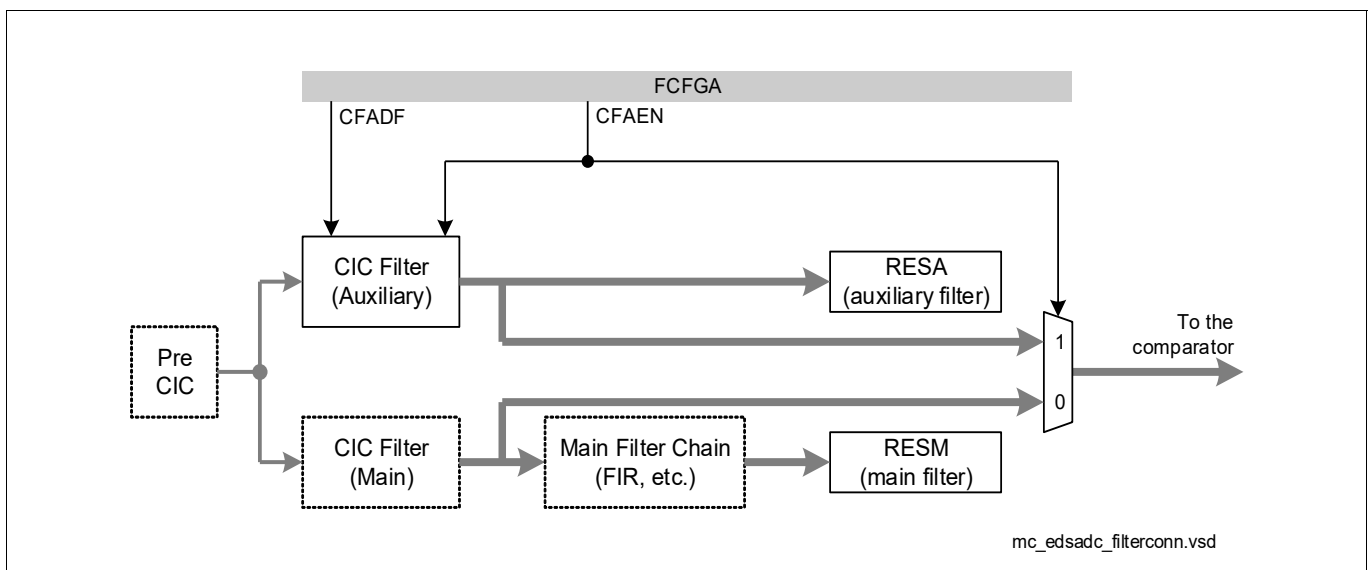 FCFGA
CFADF
CFAEN
CIC Filter
(Auxiliary)
RESA
(auxiliary filter)
To the
comparator
1
Pre
CIC
0
CIC Filter
(Main)
Main Filter Chain
(FIR, etc.)
RESM
(main filter)
mc_edsadc_filterconn.vsd